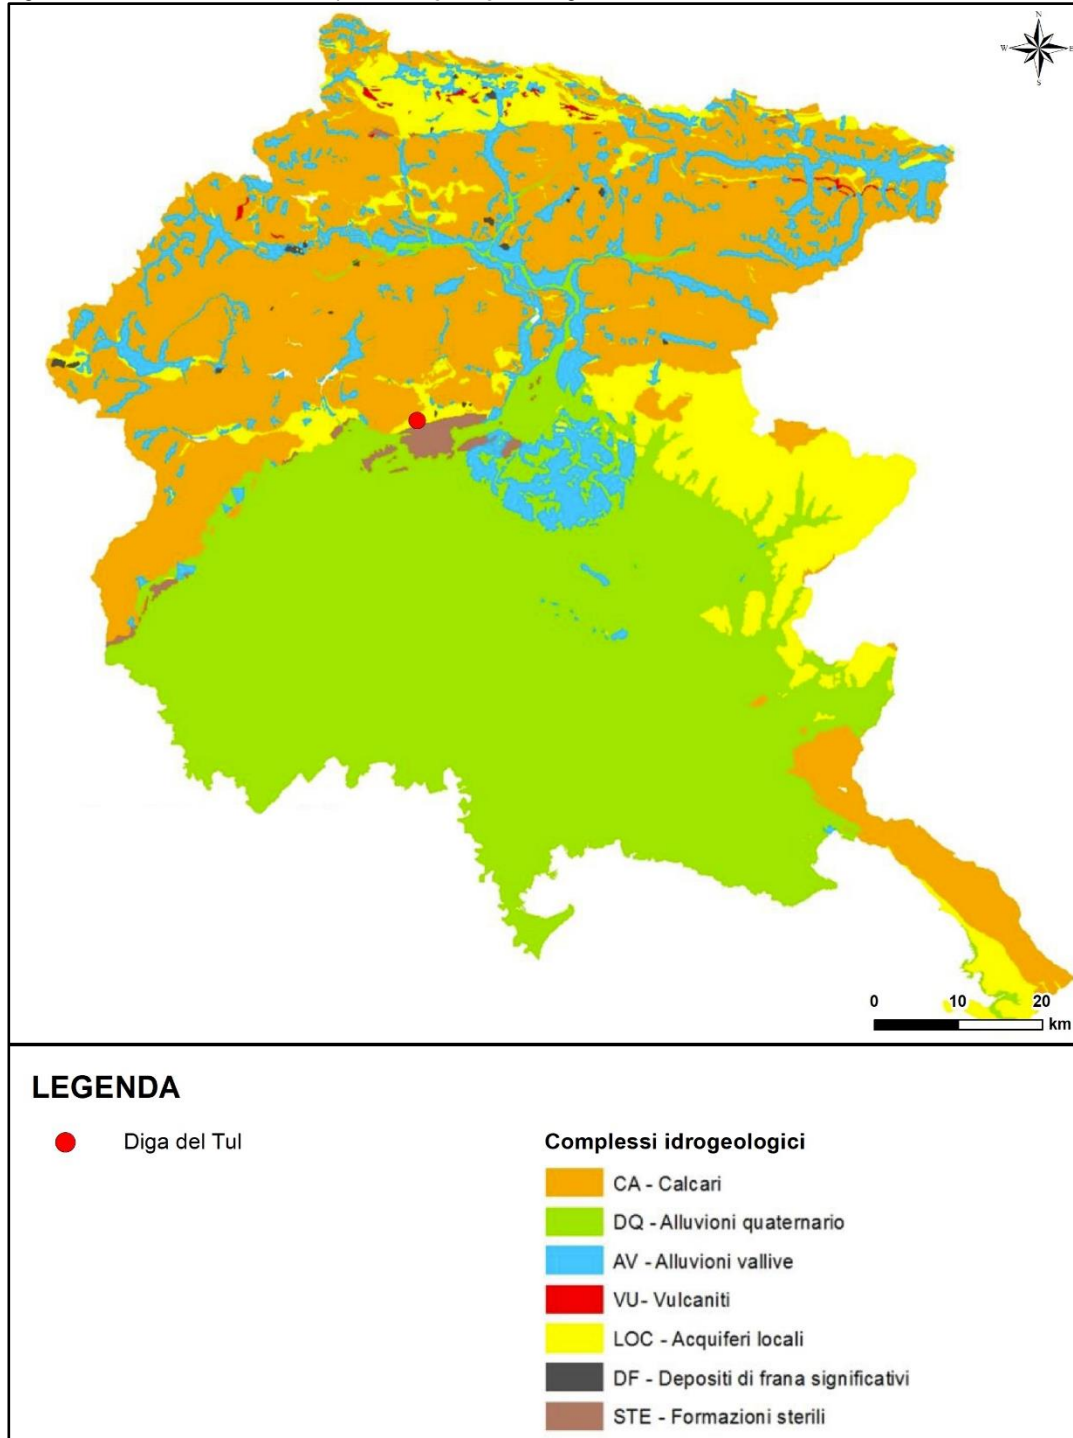 N
W
E
S
0 10 20
km
LEGENDA
Diga del Tul
Complessi idrogeologici
CA - Calcari
DQ - Alluvioni quaternario
AV - Alluvioni vallive
VU- Vulcaniti
LOC - Acquiferi locali
DF - Depositi di frana significativi
STE - Formazioni sterili